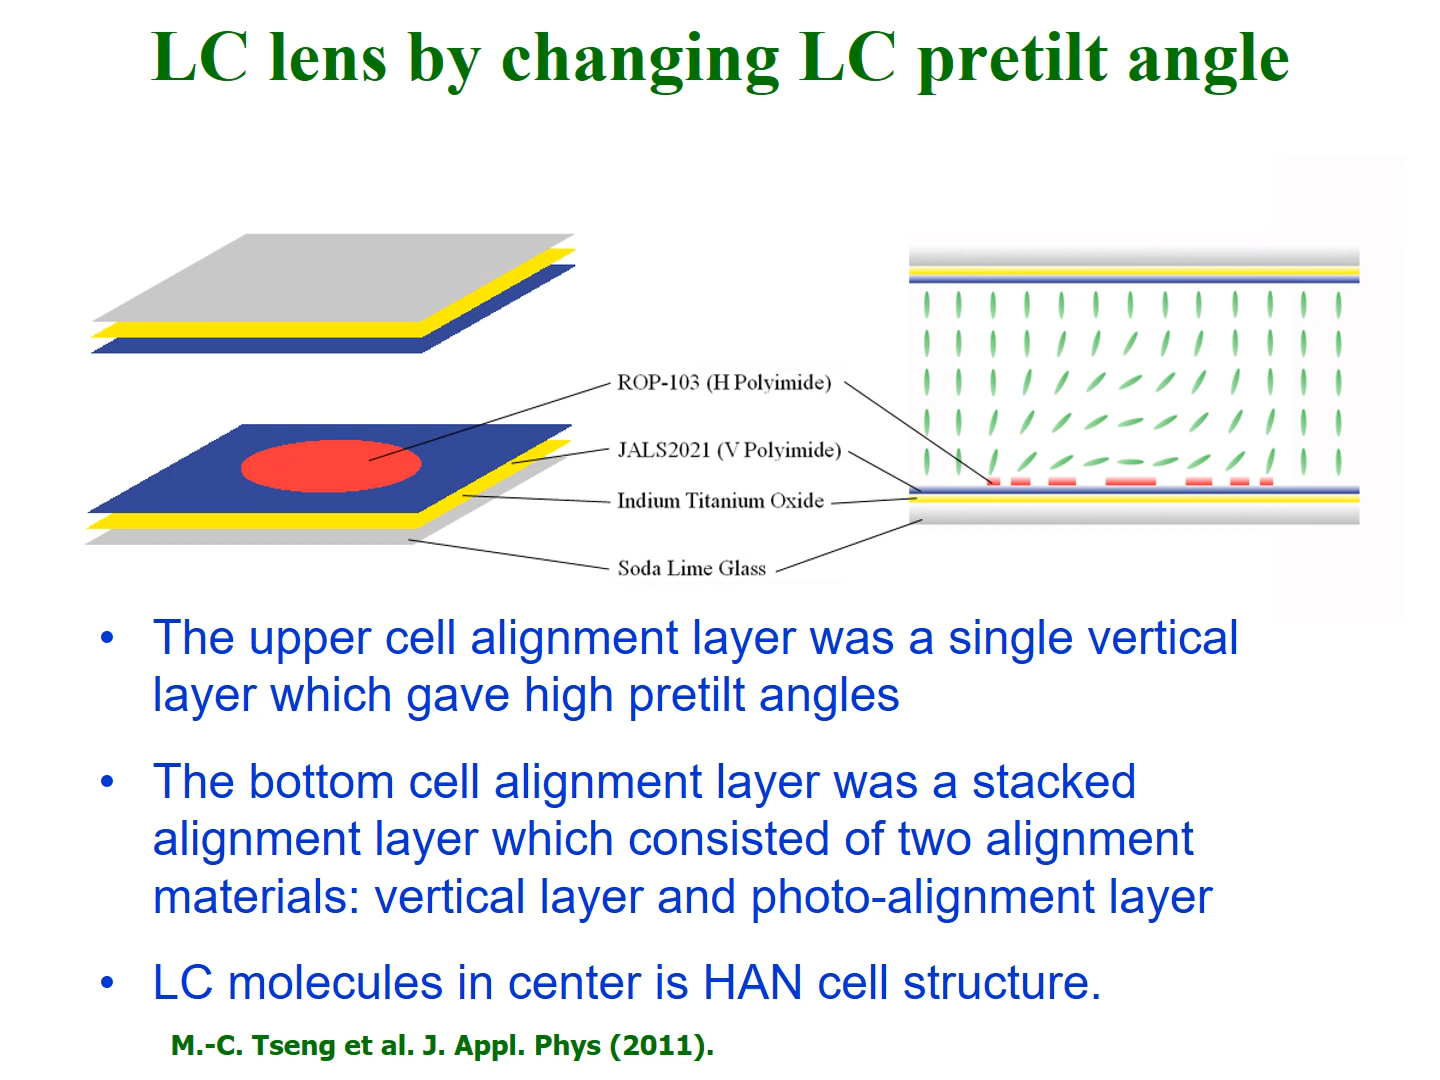 LC lens by changing LC pretilt angle
ROP-103 (H Polyimide)
JALS2021 (V Polyimide)
Indium Titanium Oxide
Soda Lime Glass
• The upper cell alignment layer was a single vertical
layer which gave high pretilt angles
• The bottom cell alignment layer was a stacked
alignment layer which consisted of two alignment
materials: vertical layer and photo-alignment layer
• LC molecules in center is HAN cell structure.
M.-C. Tseng et al. J. Appl. Phys (2011).